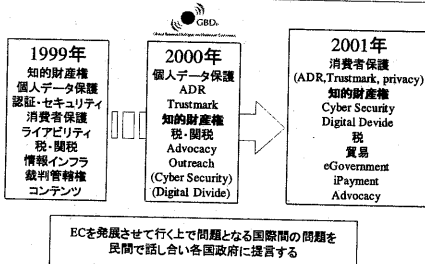 GBDe
Global Business Dialogue on Electronic Commerce
1999年
知的財産権
個人データ保護
認証・セキュリティ
消費者保護
ライアビリティ
税・関税
情報インフラ
裁判管轄権
コンテンツ
2000年
個人データ保護
ADR
Trustmark
知的財産権
税・関税
Advocacy
Outreach
(Cyber Security)
(Digital Divide)
2001年
消費者保護
(ADR,Trustmark, privacy)
知的財産権
Cyber Security
Digital Devide
税
貿易
eGovernment
iPayment
Advocacy
ECを発展させて行く上で問題となる国際間の問題を
民間で話し合い各国政府に提言する